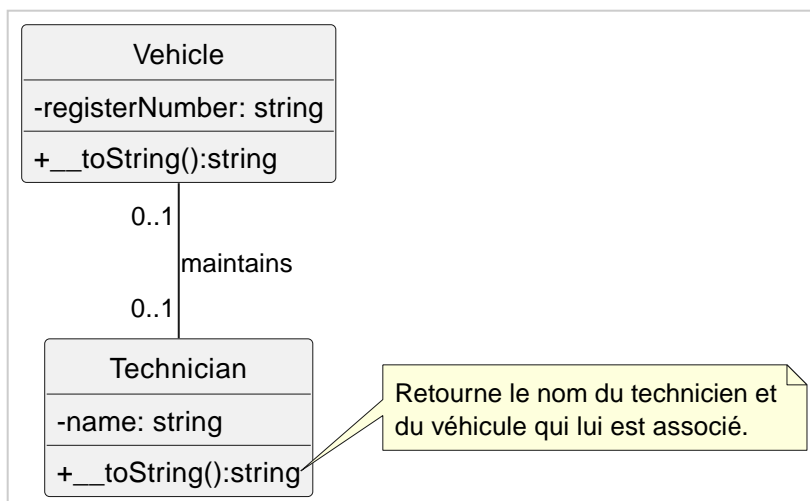 Vehicle
-registerNumber: string
+__toString():string
0..1
maintains
0..1
Technician
-name: string
+__toString():string
Retourne le nom du technicien et
du véhicule qui lui est associé.